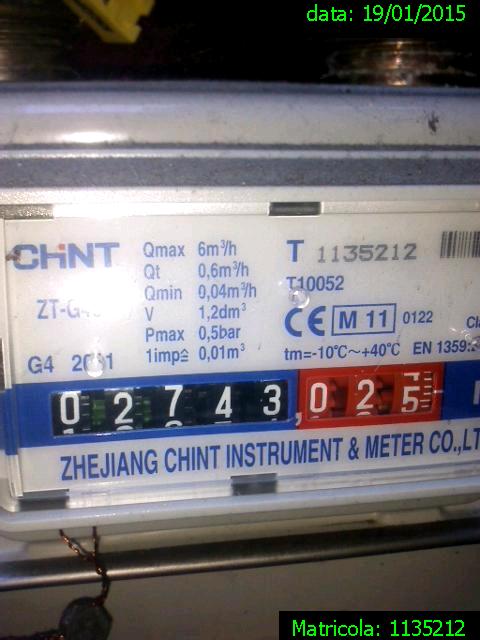 data: 19/01/2015
CHINT
Qmax 6m³/h
Qt 0,6m³/h
Qmin 0,04m³/h
V 1,2dm³
Pmax 0,5bar
1imp≙ 0,01m³
T 1135212
T10052
CE M 11 0122
tm=-10°C~+40°C EN 1359:
G4
0 2 7 4 3 , 0 2 5
ZHEJIANG CHINT INSTRUMENT & METER CO.,LT
Matricola: 1135212